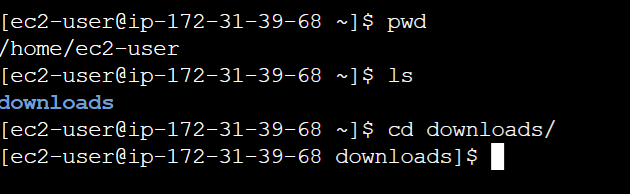 [ec2-user@ip-172-31-39-68 ~]$ pwd
/home/ec2-user
[ec2-user@ip-172-31-39-68 ~]$ ls
downloads
[ec2-user@ip-172-31-39-68 ~]$ cd downloads/
[ec2-user@ip-172-31-39-68 downloads]$